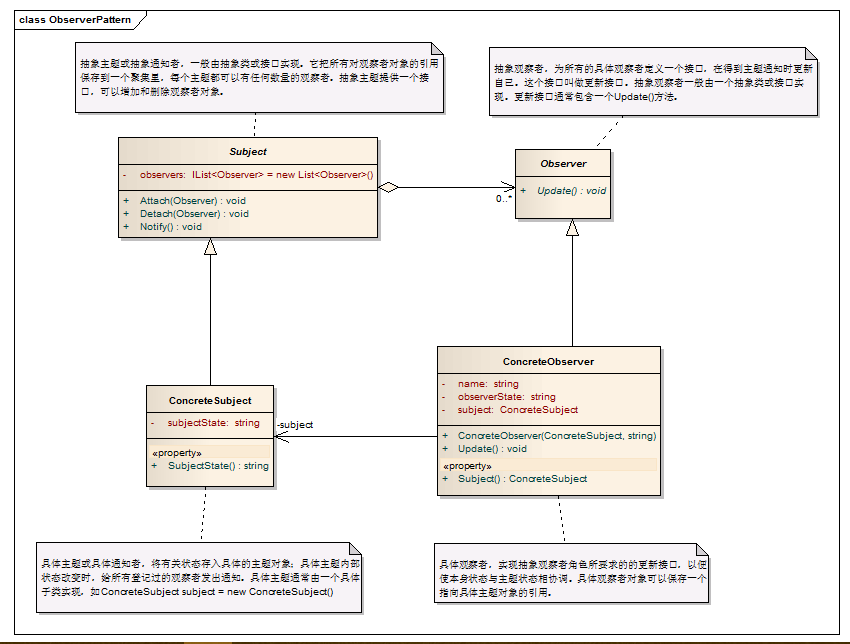 class ObserverPattern
抽象主题或抽象通知者，一般由抽象类或接口实现。它把所有对观察者对象的引用
保存到一个聚集里，每个主题都可以有任何数量的观察者。抽象主题提供一个接
口，可以增加和删除观察者对象。
抽象观察者，为所有的具体观察者定义一个接口，在得到主题通知时更新
自己。这个接口叫做更新接口。抽象观察者一般由一个抽象类或接口实
现。更新接口通常包含一个Update()方法。
Subject
- observers: IList<Observer> = new List<Observer>()
+ Attach(Observer) : void
+ Detach(Observer) : void
+ Notify() : void
Observer
+ Update() : void
0..*
ConcreteSubject
- subjectState: string
«property»
+ SubjectState() : string
-subject
ConcreteObserver
- name: string
- observerState: string
- subject: ConcreteSubject
+ ConcreteObserver(ConcreteSubject, string)
+ Update() : void
«property»
+ Subject() : ConcreteSubject
具体主题或具体通知者，将有关状态存入具体的主题对象；具体主题内部
状态改变时，给所有登记过的观察者发出通知。具体主题通常由一个具体
子类实现，如ConcreteSubject subject = new ConcreteSubject()
具体观察者，实现抽象观察者角色所要求的的更新接口，以便
使本身状态与主题状态相协调。具体观察者对象可以保存一个
指向具体主题对象的引用。